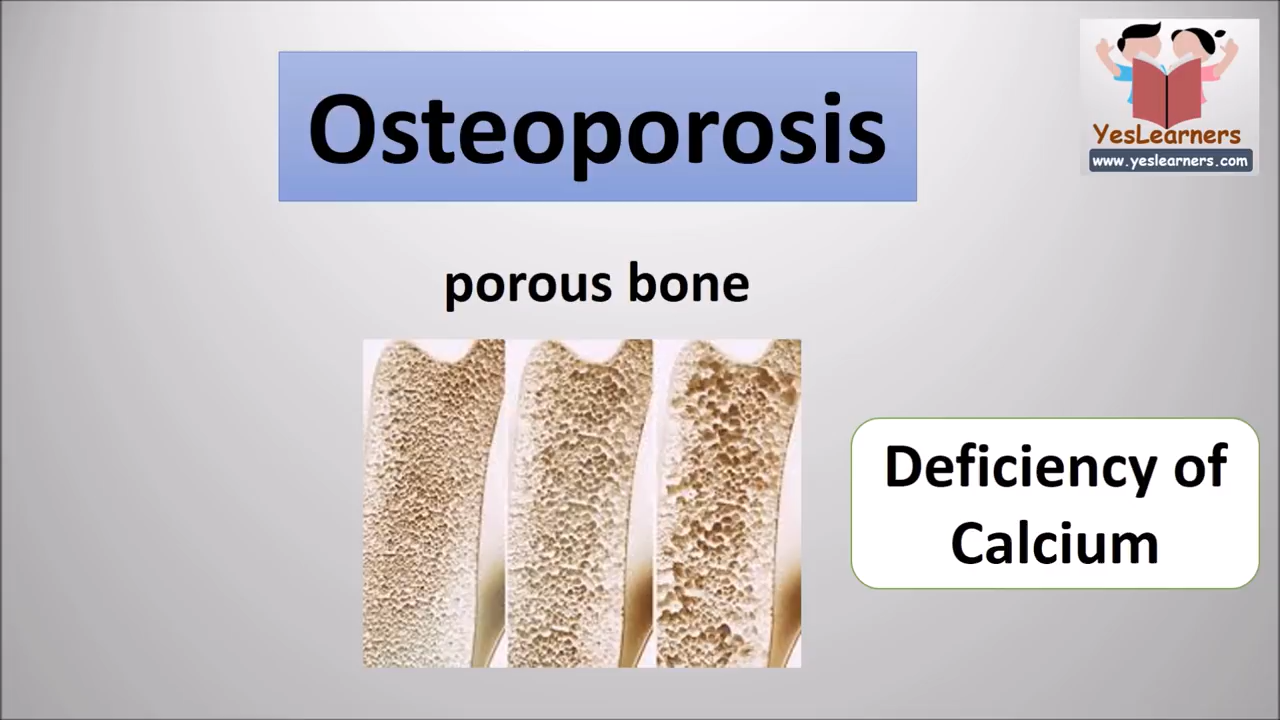 Osteoporosis
YesLearners
www.yeslearners.com
porous bone
Deficiency of
Calcium